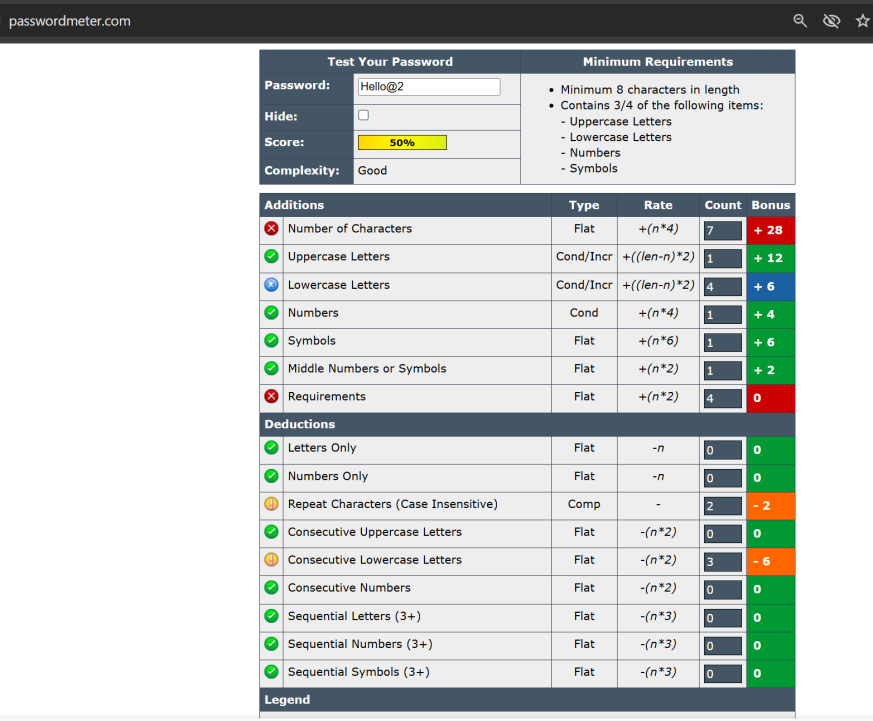 passwordmeter.com
Test Your Password Minimum Requirements
Password: Hello@2
• Minimum 8 characters in length
• Contains 3/4 of the following items:
- Uppercase Letters
- Lowercase Letters
- Numbers
- Symbols
Hide:
Score: 50%
Complexity: Good
Additions Type Rate Count Bonus
Number of Characters Flat +(n*4) 7 + 28
Uppercase Letters Cond/Incr +((len-n)*2) 1 + 12
Lowercase Letters Cond/Incr +((len-n)*2) 4 + 6
Numbers Cond +(n*4) 1 + 4
Symbols Flat +(n*6) 1 + 6
Middle Numbers or Symbols Flat +(n*2) 1 + 2
Requirements Flat +(n*2) 4 0
Deductions
Letters Only Flat -n 0 0
Numbers Only Flat -n 0 0
Repeat Characters (Case Insensitive) Comp - 2 - 2
Consecutive Uppercase Letters Flat -(n*2) 0 0
Consecutive Lowercase Letters Flat -(n*2) 3 - 6
Consecutive Numbers Flat -(n*2) 0 0
Sequential Letters (3+) Flat -(n*3) 0 0
Sequential Numbers (3+) Flat -(n*3) 0 0
Sequential Symbols (3+) Flat -(n*3) 0 0
Legend